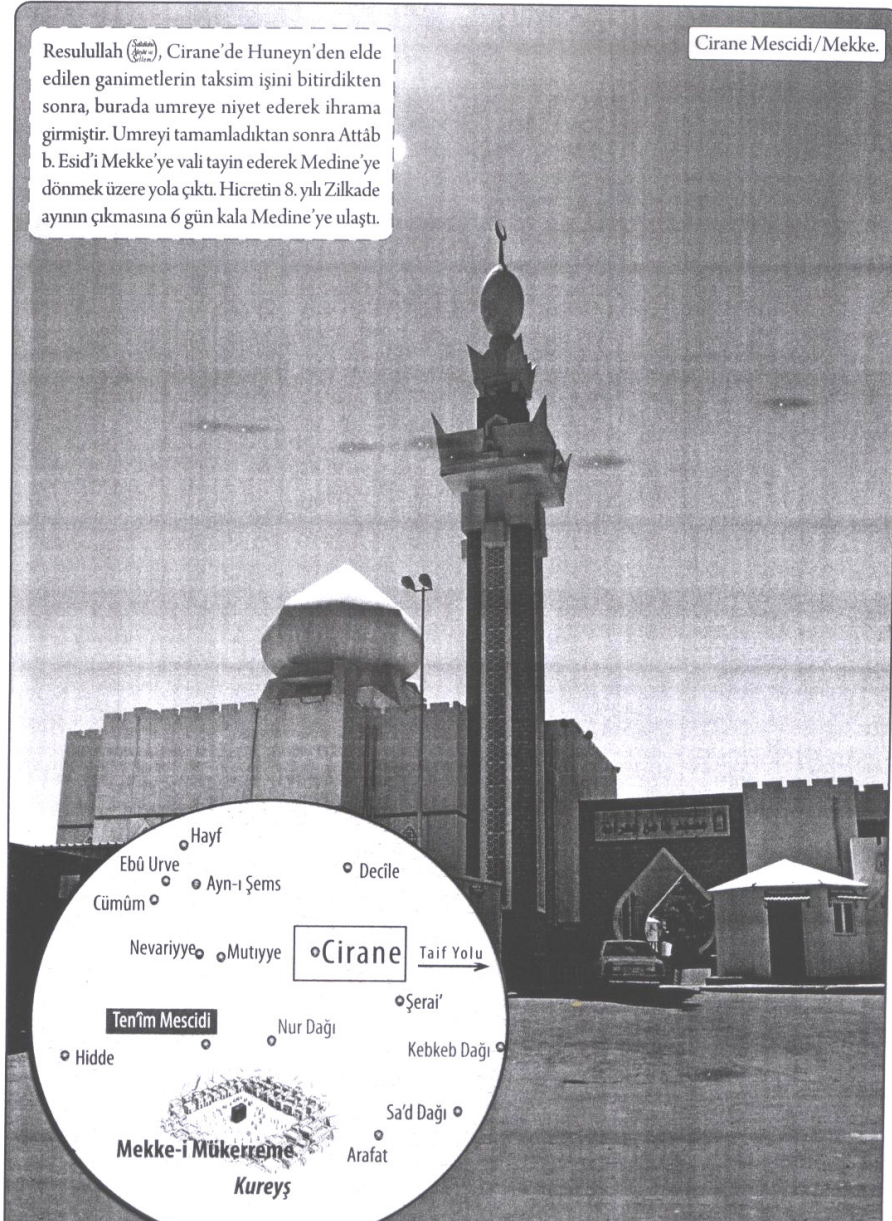 Resulullah (Sallallahu Aleyhi ve Sellem), Cirane'de Huneyn'den elde
edilen ganimetlerin taksim işini bitirdikten
sonra, burada umreye niyet ederek ihrama
girmiştir. Umreyi tamamladıktan sonra Attâb
b. Esid'i Mekke'ye vali tayin ederek Medine'ye
dönmek üzere yola çıktı. Hicretin 8. yılı Zilkade
ayının çıkmasına 6 gün kala Medine'ye ulaştı.
Cirane Mescidi/Mekke.
Hayf
Ebû Urve
Ayn-ı Şems
Decîle
Cümûm
Nevariyye
Mutıyye
Cirane
Taif Yolu
Şerai'
Ten'îm Mescidi
Nur Dağı
Hidde
Kebkeb Dağı
Sa'd Dağı
Mekke-i Mükerreme
Arafat
Kureyş